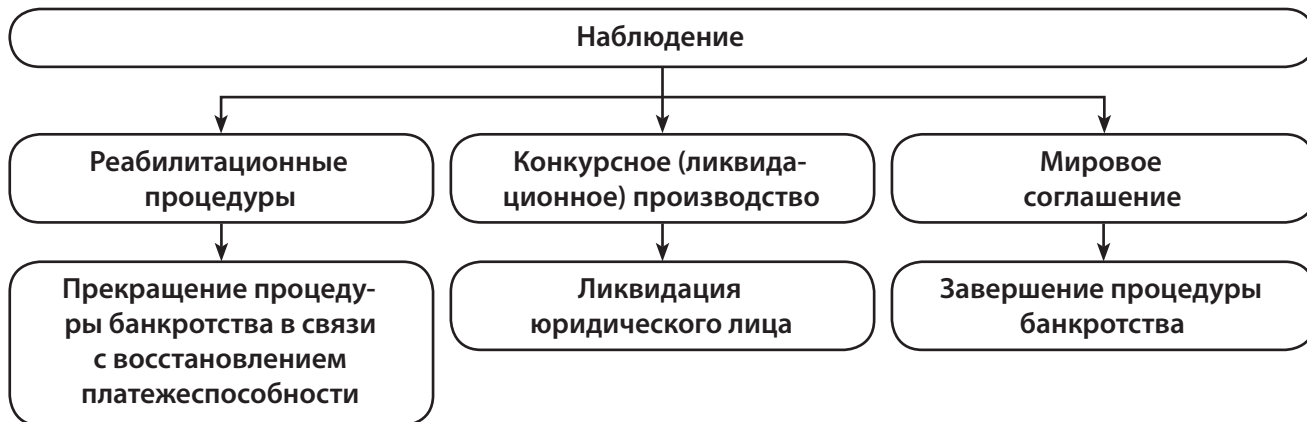 Наблюдение
Реабилитационные
процедуры
Конкурсное (ликвида-
ционное) производство
Мировое
соглашение
Прекращение процеду-
ры банкротства в связи
с восстановлением
платежеспособности
Ликвидация
юридического лица
Завершение процедуры
банкротства